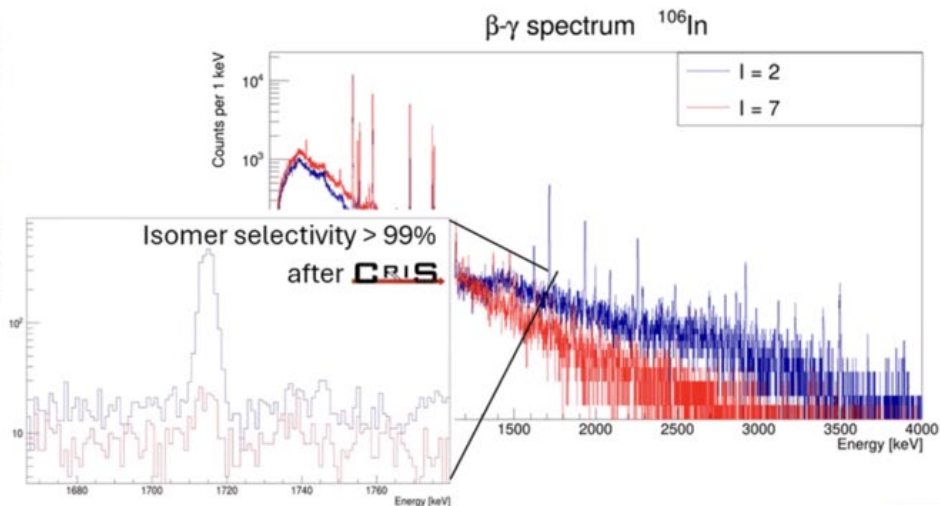 β-γ spectrum ¹⁰⁶In
Counts per 1 keV
10⁴
10³
I = 2
I = 7
Isomer selectivity > 99%
after CRIS
10²
10
1680 1700 1720 1740 1760
Energy [keV]
1500 2000 2500 3000 3500 4000
Energy [keV]